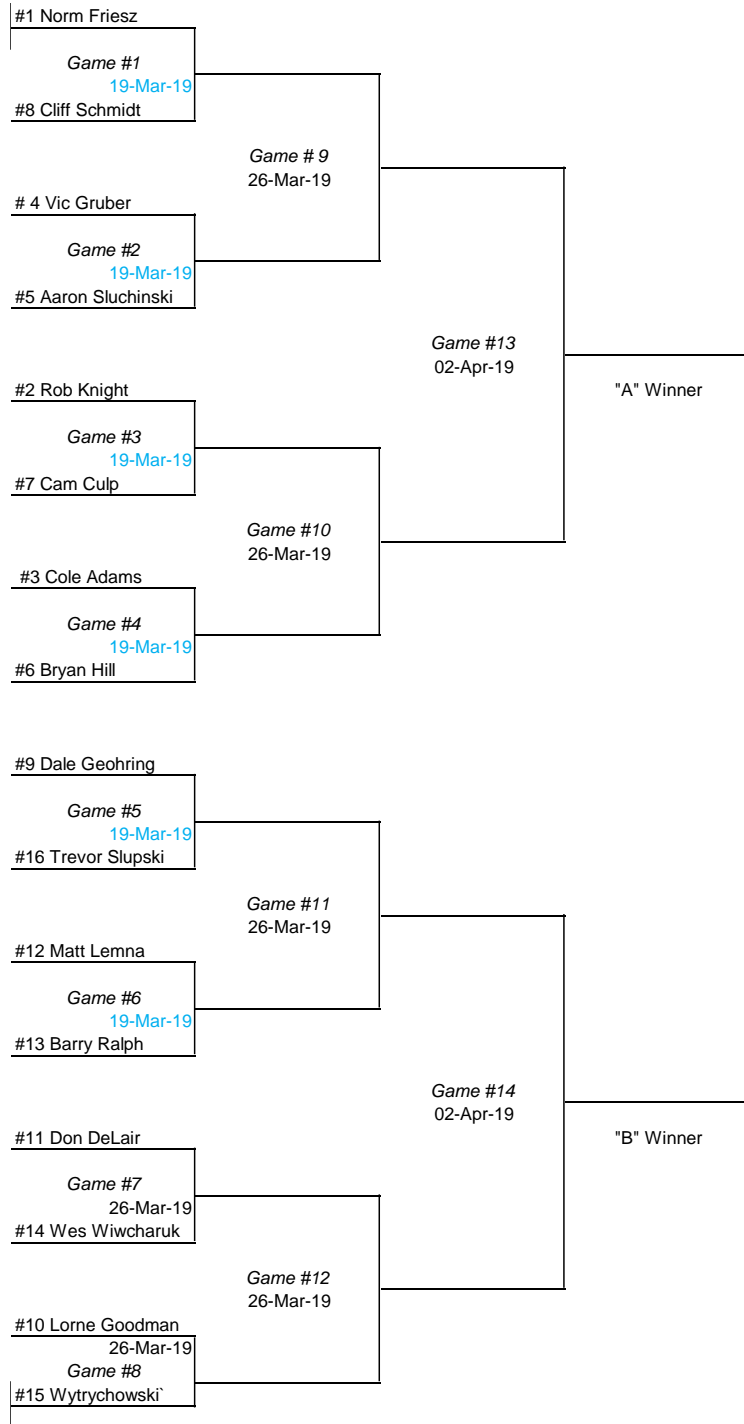 #1 Norm Friesz
Game #1
19-Mar-19
#8 Cliff Schmidt
Game # 9
26-Mar-19
# 4 Vic Gruber
Game #2
19-Mar-19
#5 Aaron Sluchinski
Game #13
02-Apr-19
"A" Winner
#2 Rob Knight
Game #3
19-Mar-19
#7 Cam Culp
Game #10
26-Mar-19
#3 Cole Adams
Game #4
19-Mar-19
#6 Bryan Hill
#9 Dale Geohring
Game #5
19-Mar-19
#16 Trevor Slupski
Game #11
26-Mar-19
#12 Matt Lemna
Game #6
19-Mar-19
#13 Barry Ralph
Game #14
02-Apr-19
"B" Winner
#11 Don DeLair
Game #7
26-Mar-19
#14 Wes Wiwcharuk
Game #12
26-Mar-19
#10 Lorne Goodman
26-Mar-19
Game #8
#15 Wytrychowski`